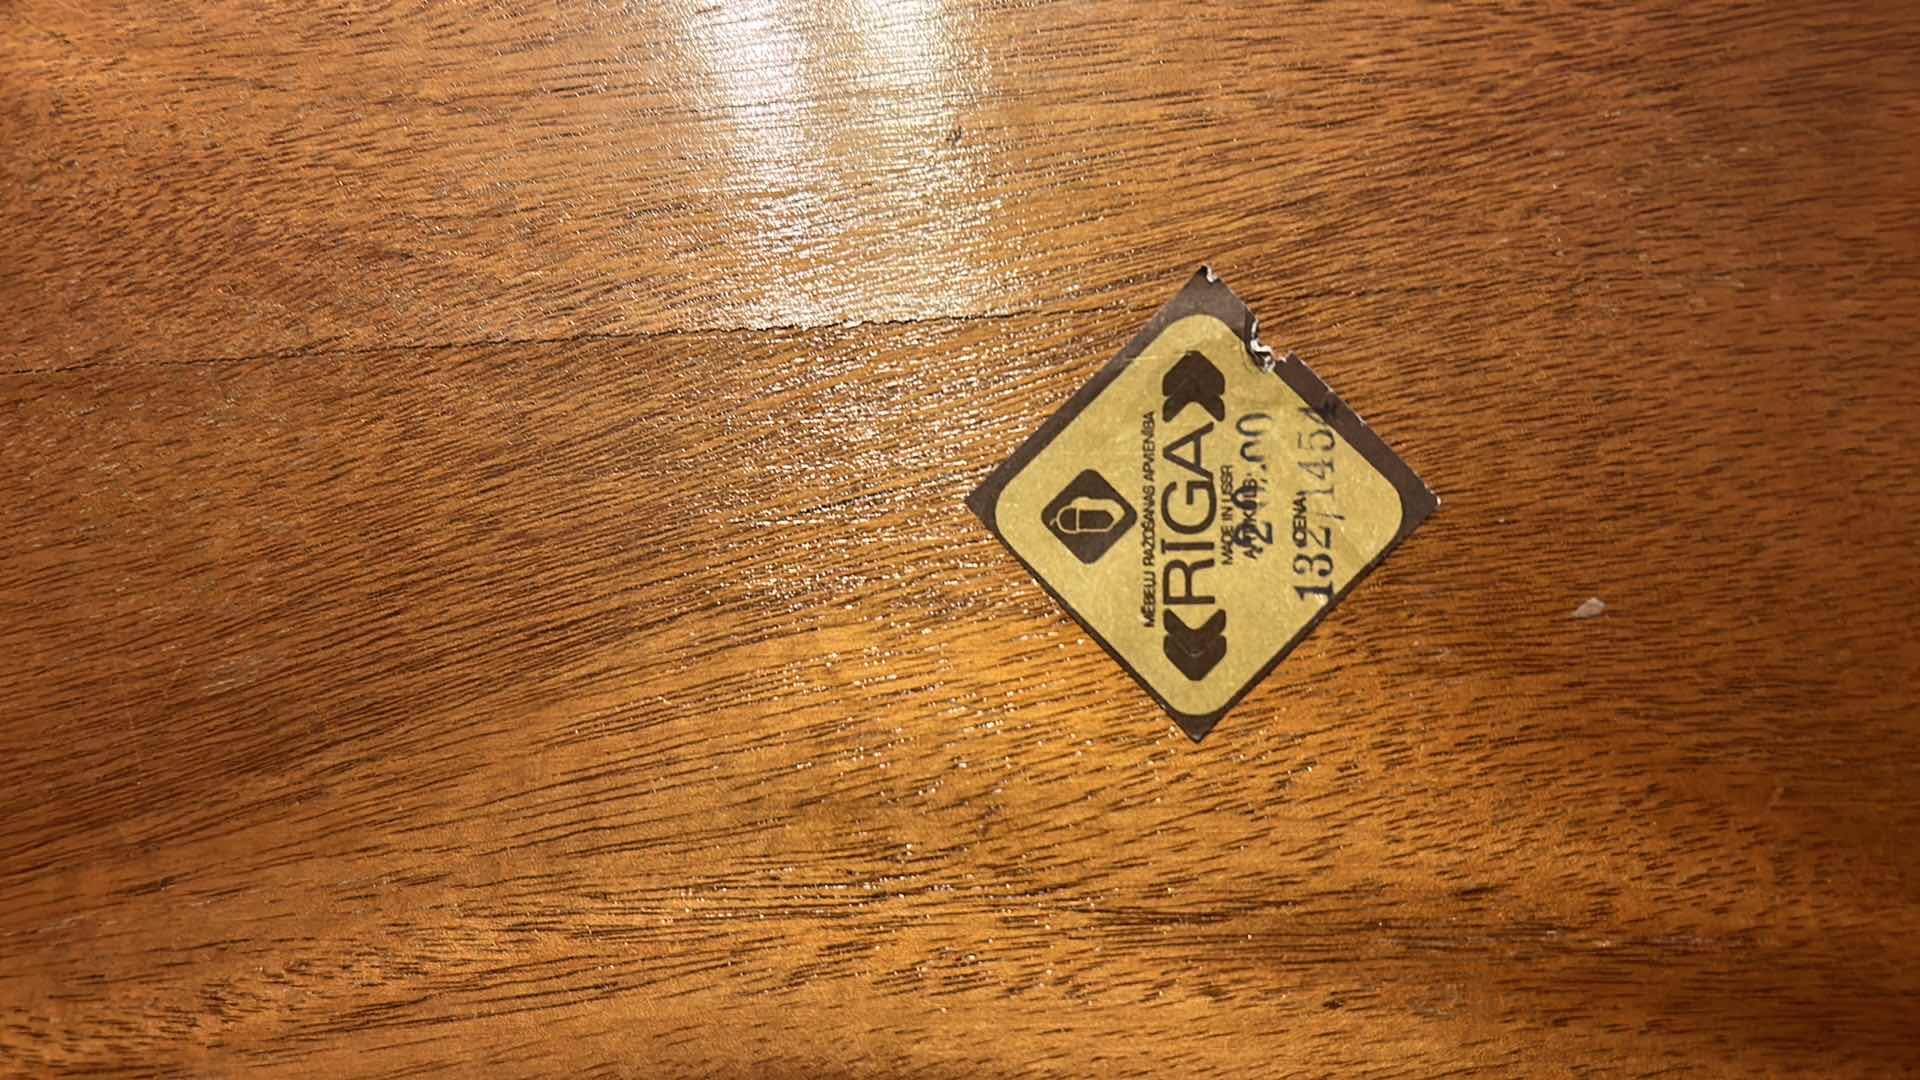 MĒBEĻU RAŽOŠANAS APVIENĪBA
RIGA
MADE IN USSR
CENA:
132/1454